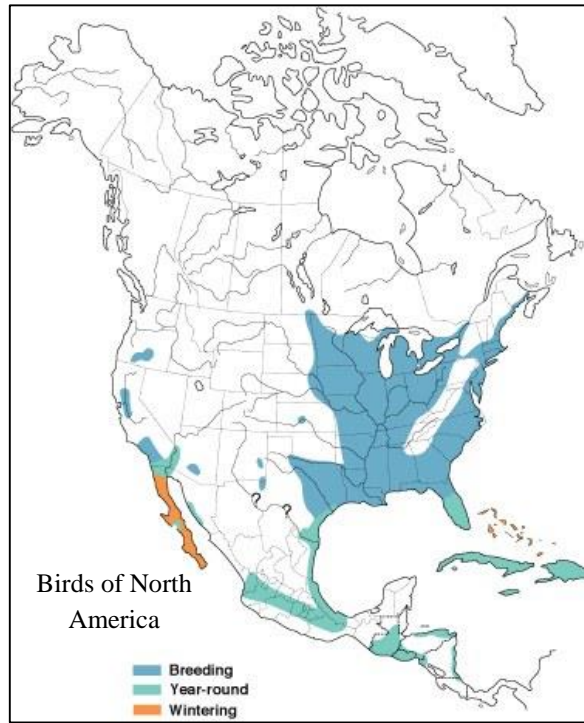 ?
?
Birds of North
America
Breeding
Year-round
Wintering